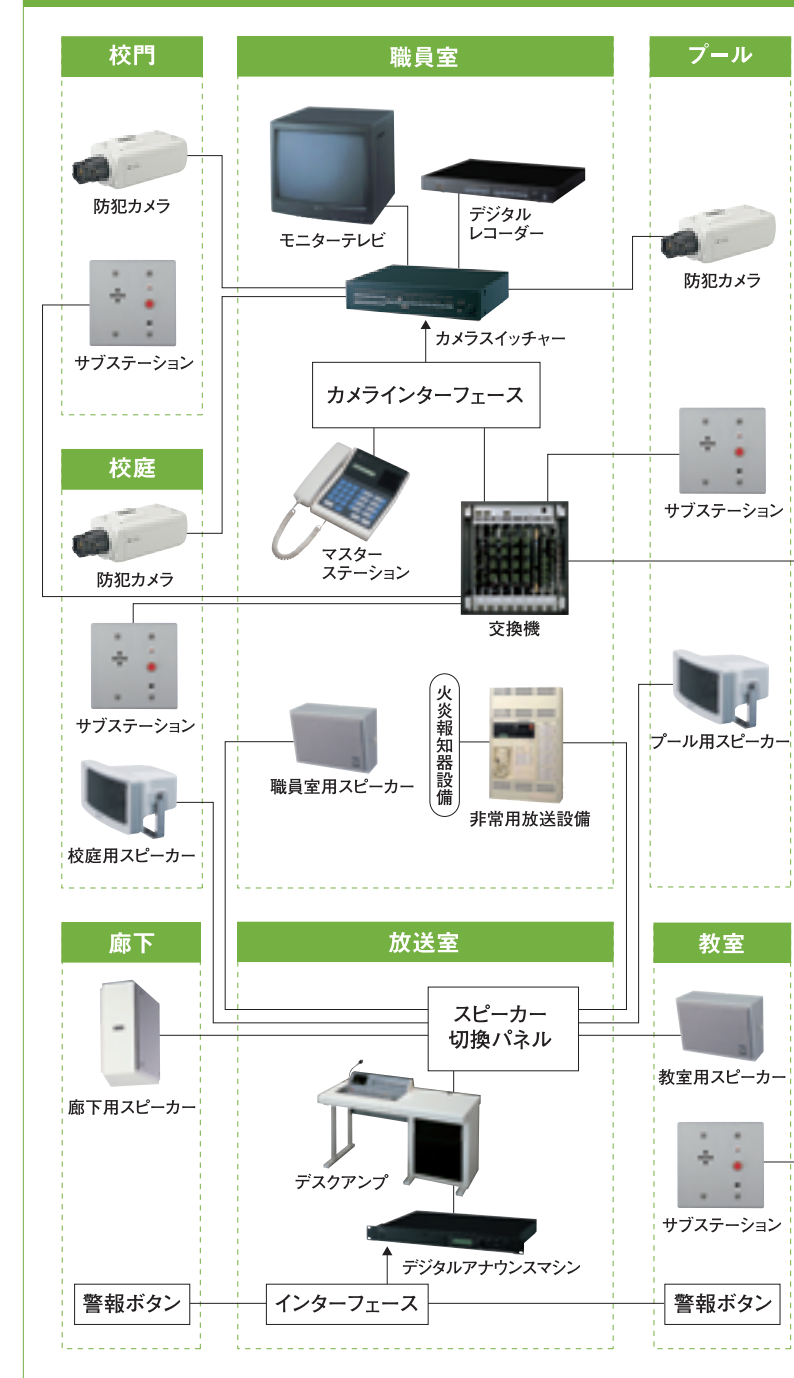 校門
防犯カメラ
サブステーション
校庭
防犯カメラ
サブステーション
校庭用スピーカー
職員室
モニターテレビ
デジタル
レコーダー
カメラスイッチャー
カメラインターフェース
マスター
ステーション
交換機
職員室用スピーカー
火炎報知器設備
非常用放送設備
プール
防犯カメラ
サブステーション
プール用スピーカー
廊下
廊下用スピーカー
警報ボタン
放送室
スピーカー
切換パネル
デスクアンプ
デジタルアナウンスマシン
インターフェース
教室
教室用スピーカー
サブステーション
警報ボタン